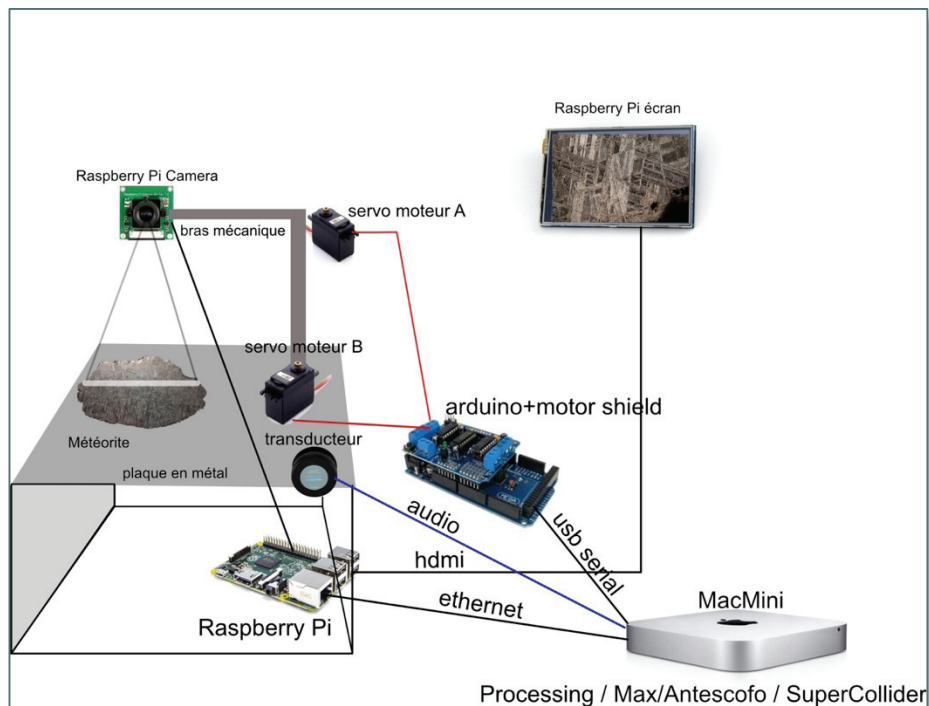 Raspberry Pi écran
Raspberry Pi Camera
servo moteur A
bras mécanique
servo moteur B
arduino+motor shield
transducteur
Météorite
plaque en métal
audio
usb serial
hdmi
ethernet
MacMini
Raspberry Pi
Processing / Max/Antescofo / SuperCollider